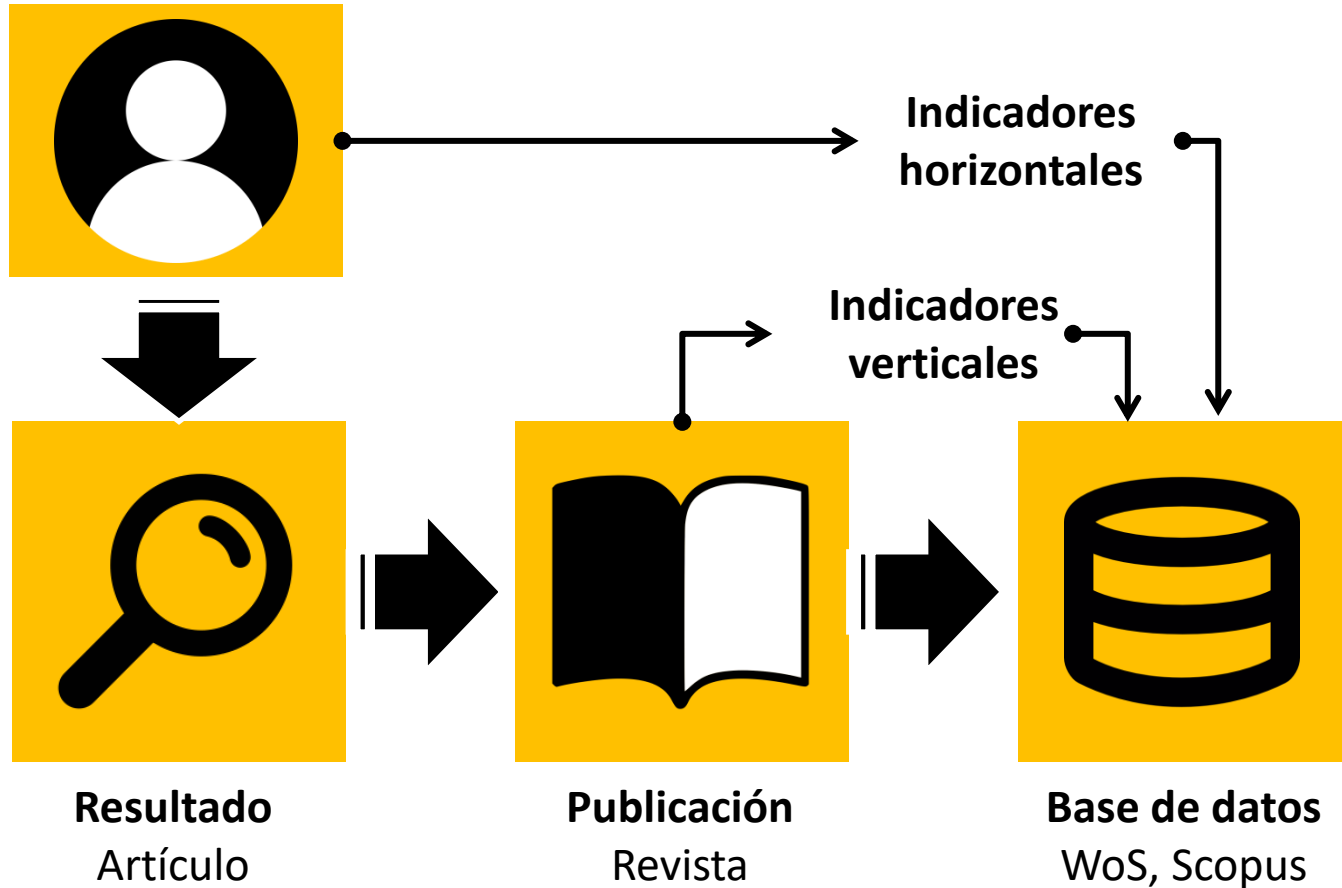 Indicadores
horizontales
Indicadores
verticales
Resultado
Artículo
Publicación
Revista
Base de datos
WoS, Scopus